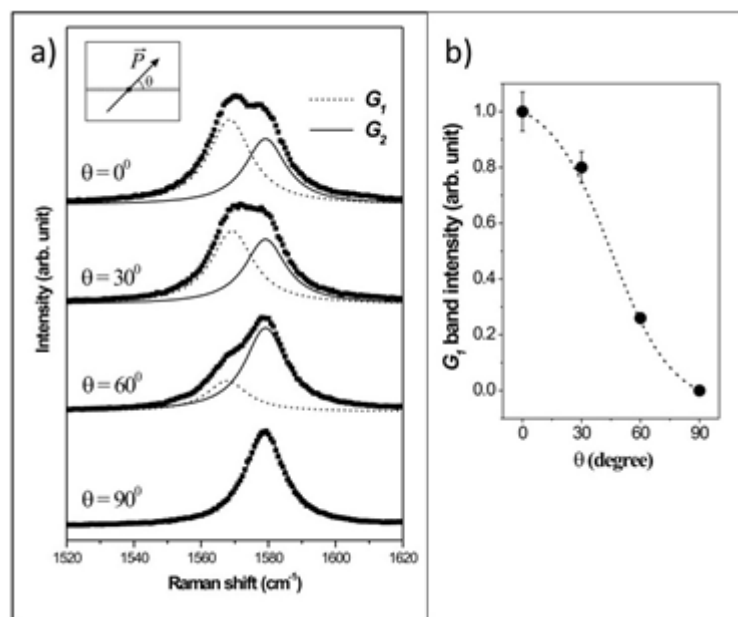 a)
P⃗
θ
G₁
G₂
θ = 0⁰
θ = 30⁰
θ = 60⁰
θ = 90⁰
Intensity (arb. unit)
1520 1540 1560 1580 1600 1620
Raman shift (cm⁻¹)
b)
G₁ band intensity (arb. unit)
1.0
0.8
0.6
0.4
0.2
0.0
0 30 60 90
θ (degree)